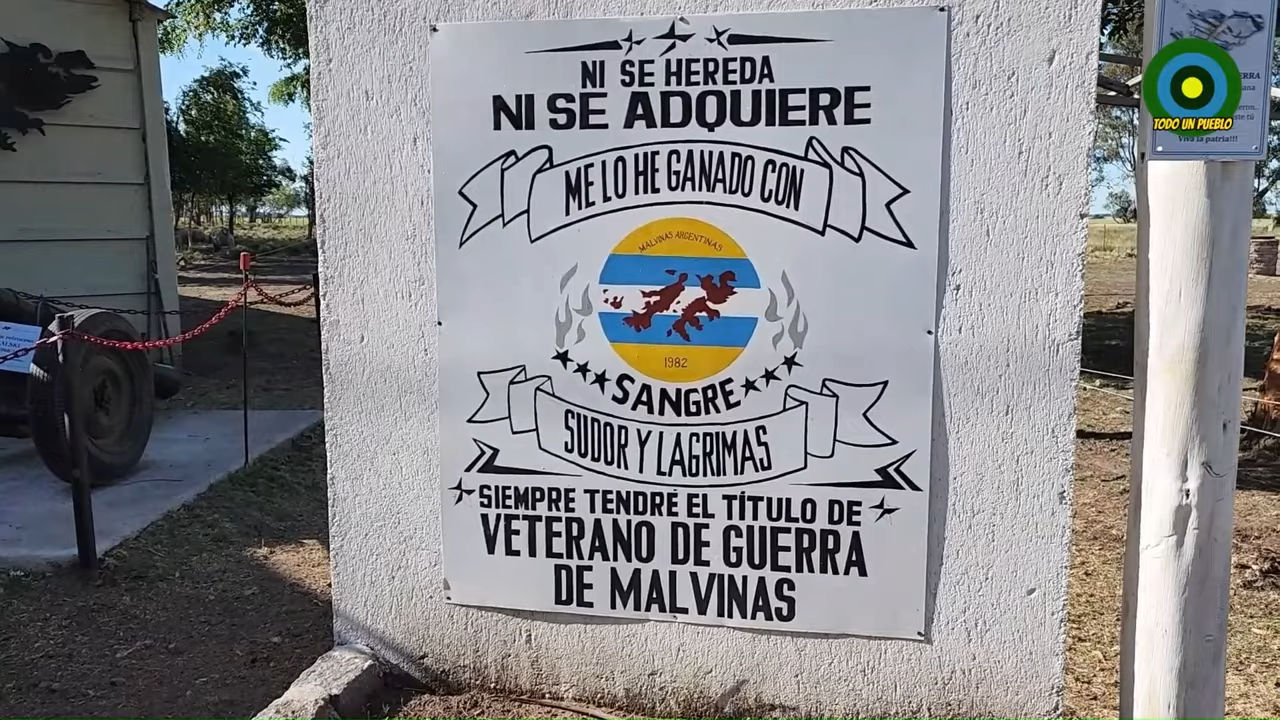 NI SE HEREDA
NI SE ADQUIERE
ME LO HE GANADO CON
MALVINAS ARGENTINAS
1982
SANGRE
SUDOR Y LAGRIMAS
SIEMPRE TENDRÉ EL TÍTULO DE
VETERANO DE GUERRA
DE MALVINAS
TODO UN PUEBLO
Viva la patria!!!